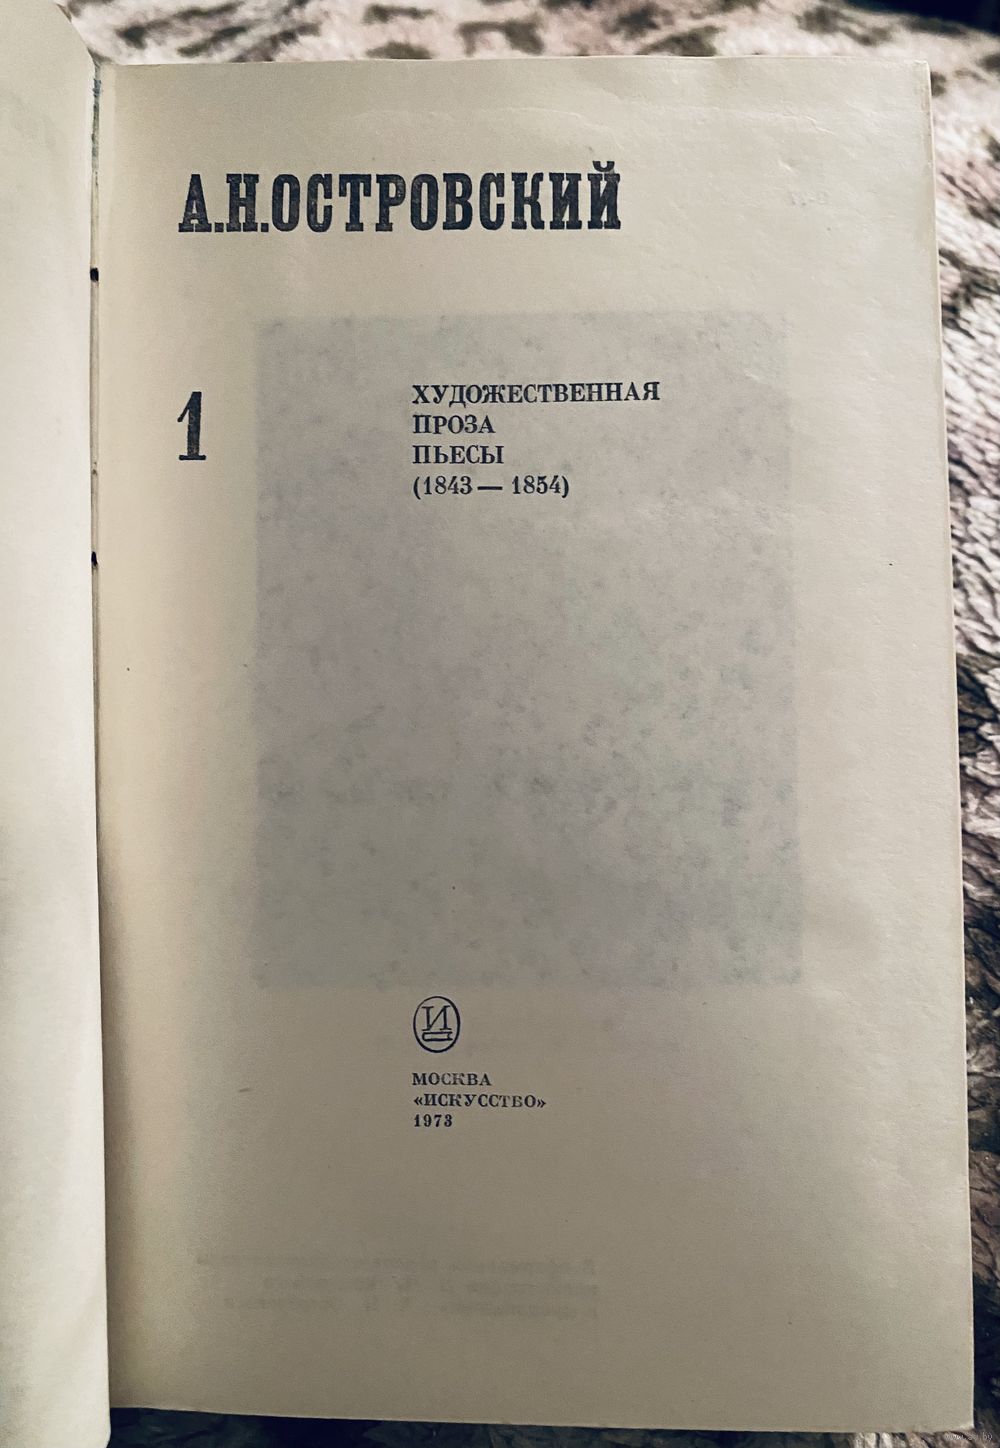 А.Н.ОСТРОВСКИЙ
1
ХУДОЖЕСТВЕННАЯ
ПРОЗА
ПЬЕСЫ
(1843 — 1854)
И
МОСКВА
«ИСКУССТВО»
1973